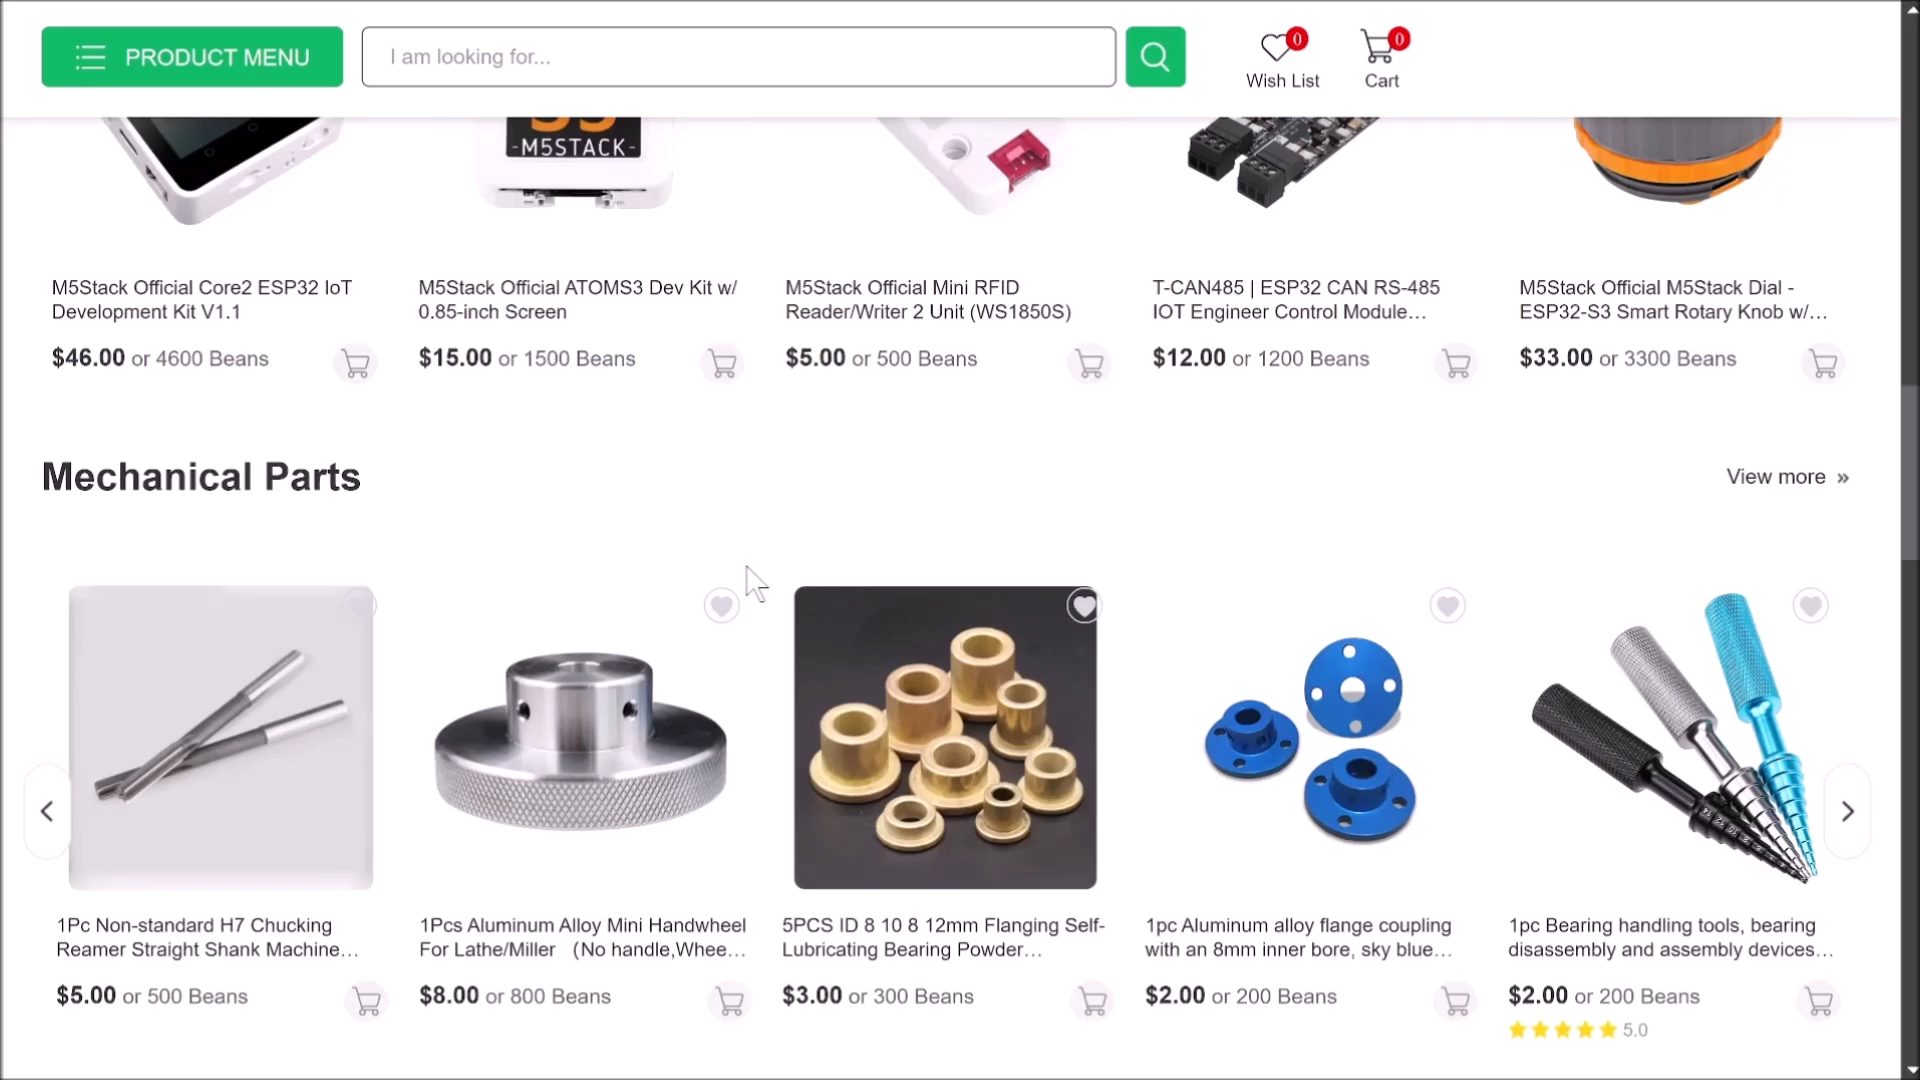 PRODUCT MENU
I am looking for...
0
Wish List
0
Cart
-M5STACK-
M5Stack Official Core2 ESP32 IoT
Development Kit V1.1
$46.00 or 4600 Beans
M5Stack Official ATOMS3 Dev Kit w/
0.85-inch Screen
$15.00 or 1500 Beans
M5Stack Official Mini RFID
Reader/Writer 2 Unit (WS1850S)
$5.00 or 500 Beans
T-CAN485 | ESP32 CAN RS-485
IOT Engineer Control Module…
$12.00 or 1200 Beans
M5Stack Official M5Stack Dial -
ESP32-S3 Smart Rotary Knob w/…
$33.00 or 3300 Beans
Mechanical Parts
View more »
1Pc Non-standard H7 Chucking
Reamer Straight Shank Machine…
$5.00 or 500 Beans
1Pcs Aluminum Alloy Mini Handwheel
For Lathe/Miller （No handle,Whee…
$8.00 or 800 Beans
5PCS ID 8 10 8 12mm Flanging Self-
Lubricating Bearing Powder…
$3.00 or 300 Beans
1pc Aluminum alloy flange coupling
with an 8mm inner bore, sky blue…
$2.00 or 200 Beans
1pc Bearing handling tools, bearing
disassembly and assembly devices…
$2.00 or 200 Beans
5.0